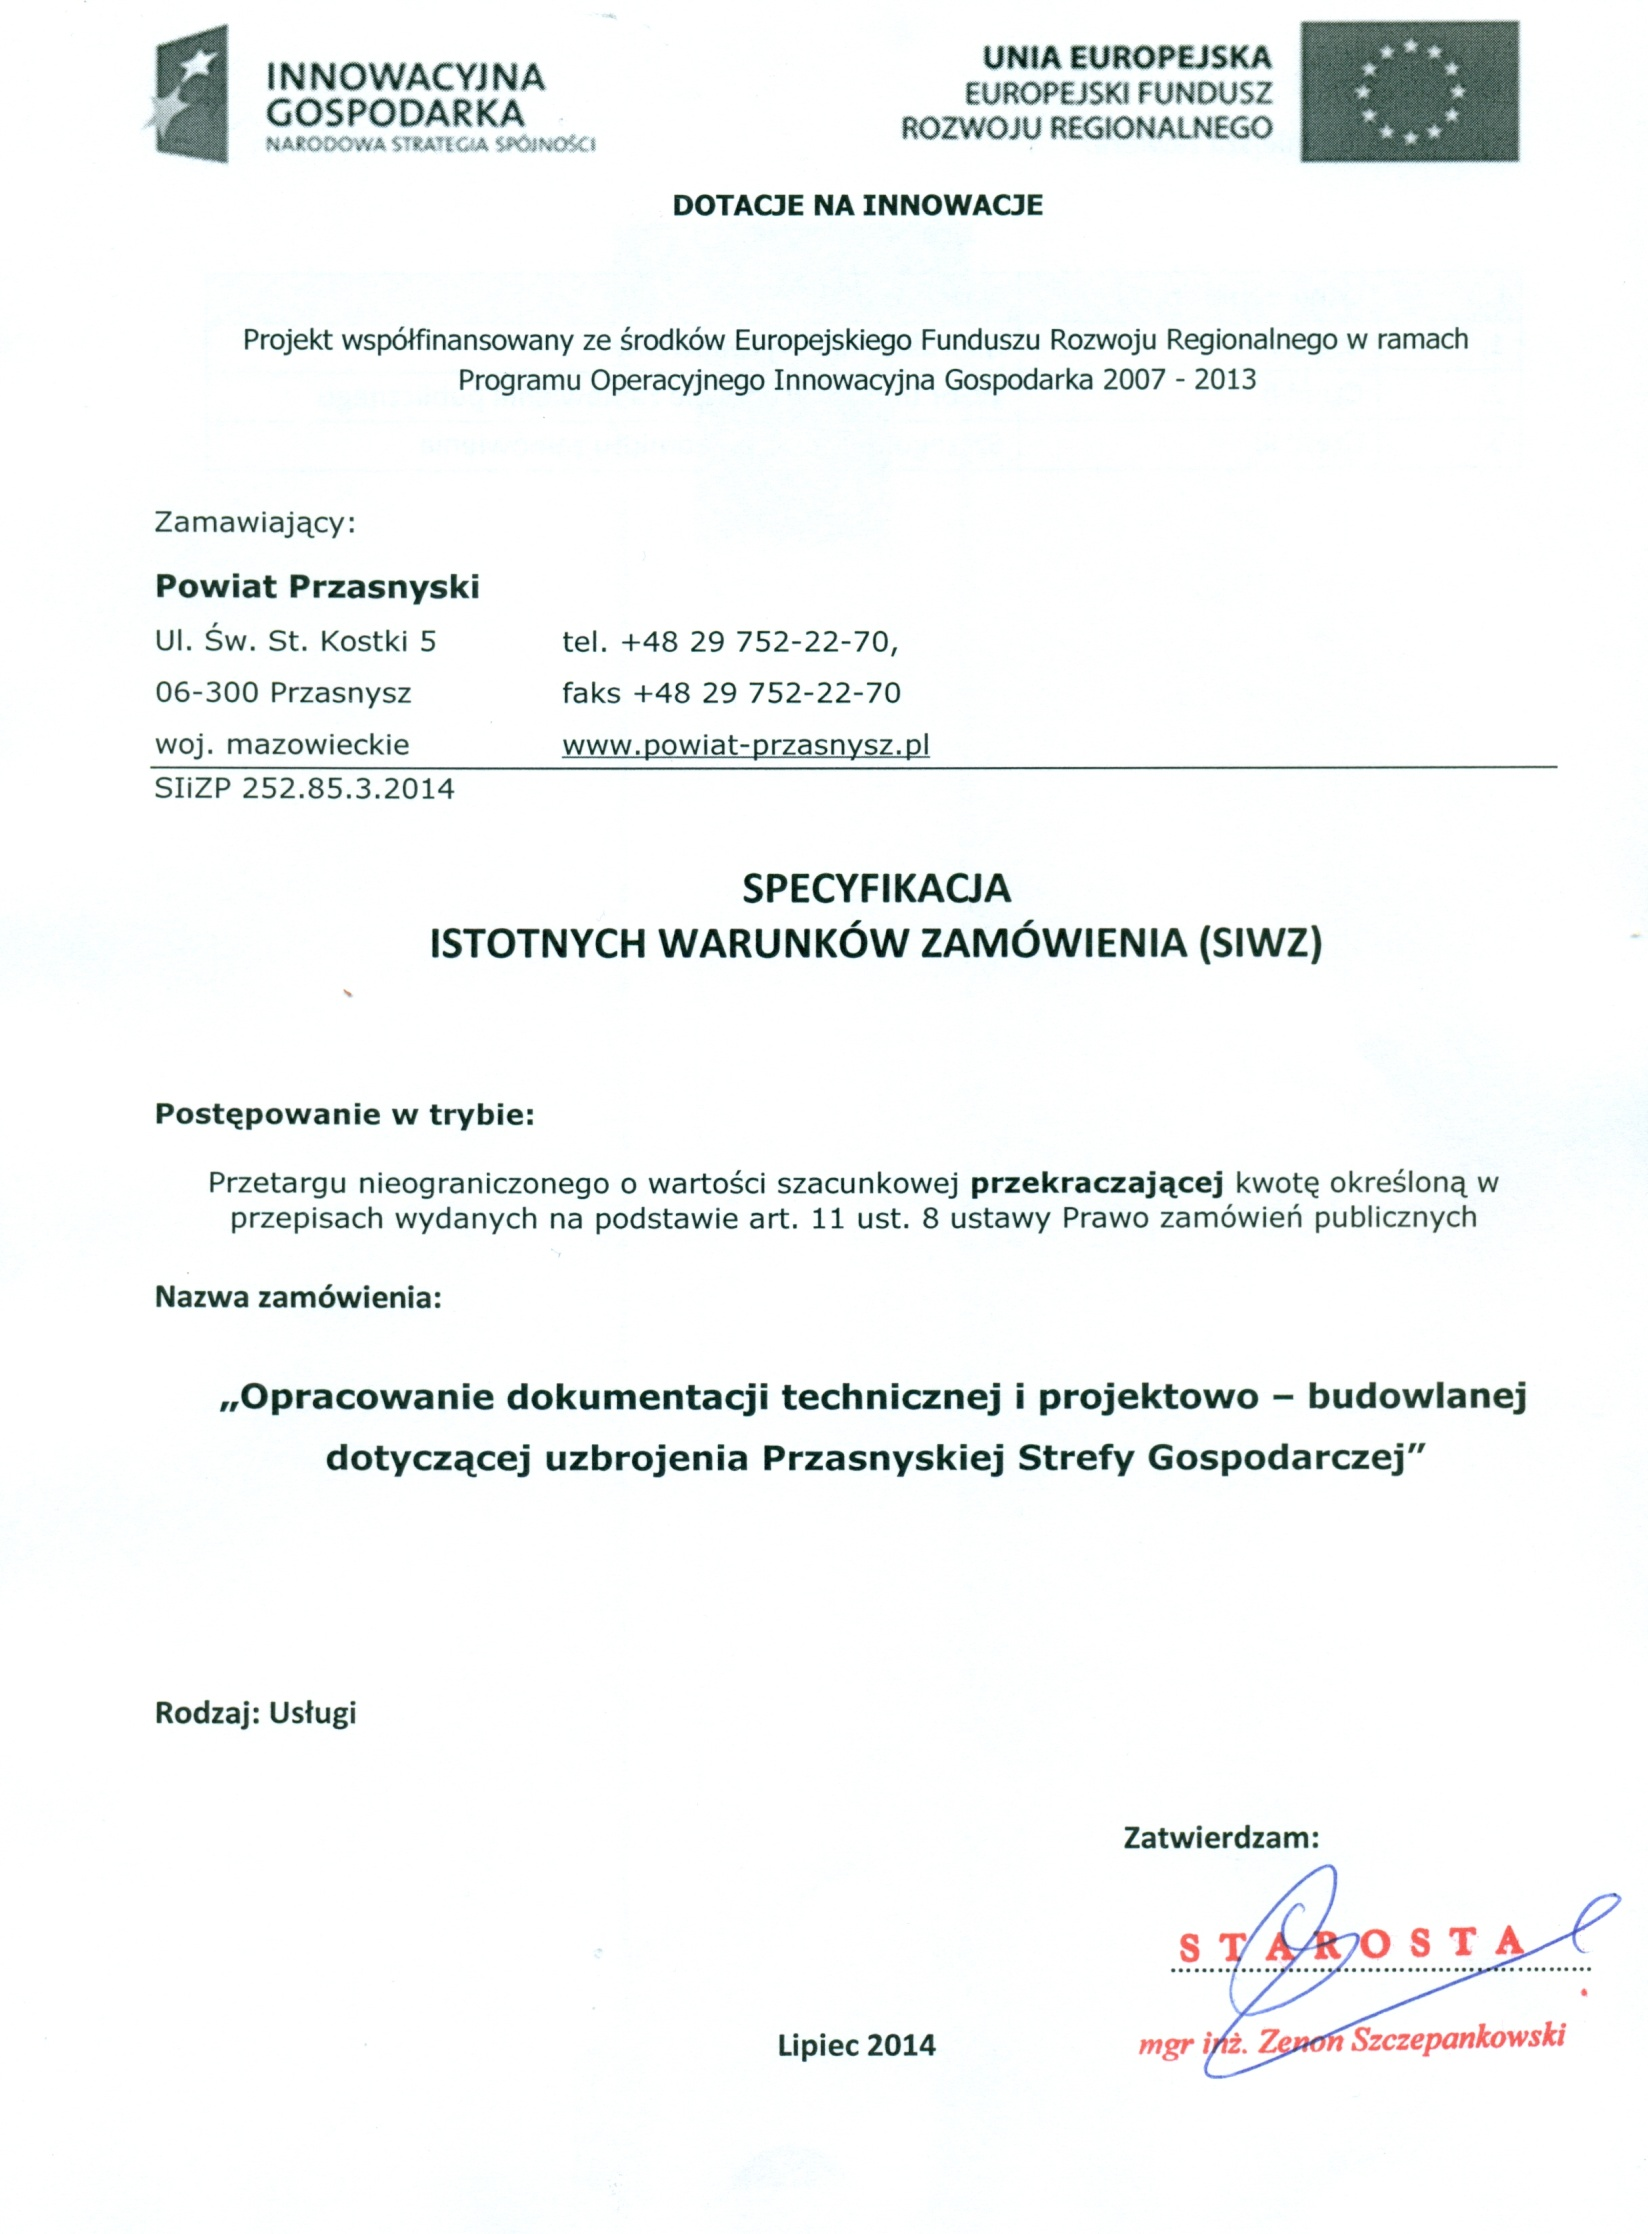 INNOWACYJNA
GOSPODARKA
NARODOWA STRATEGIA SPÓJNOŚCI
UNIA EUROPEJSKA
EUROPEJSKI FUNDUSZ
ROZWOJU REGIONALNEGO
DOTACJE NA INNOWACJE
Projekt współfinansowany ze środków Europejskiego Funduszu Rozwoju Regionalnego w ramach
Programu Operacyjnego Innowacyjna Gospodarka 2007 - 2013
Zamawiający:
Powiat Przasnyski
Ul. Św. St. Kostki 5 tel. +48 29 752-22-70,
06-300 Przasnysz faks +48 29 752-22-70
woj. mazowieckie www.powiat-przasnysz.pl
SIiZP 252.85.3.2014
SPECYFIKACJA
ISTOTNYCH WARUNKÓW ZAMÓWIENIA (SIWZ)
Postępowanie w trybie:
Przetargu nieograniczonego o wartości szacunkowej przekraczającej kwotę określoną w
przepisach wydanych na podstawie art. 11 ust. 8 ustawy Prawo zamówień publicznych
Nazwa zamówienia:
„Opracowanie dokumentacji technicznej i projektowo – budowlanej
dotyczącej uzbrojenia Przasnyskiej Strefy Gospodarczej”
Rodzaj: Usługi
Zatwierdzam:
STAROSTA
mgr inż. Zenon Szczepankowski
Lipiec 2014